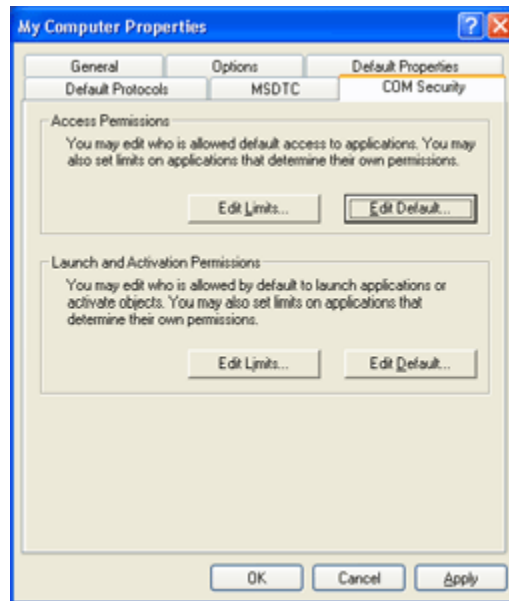 My Computer Properties
General Options Default Properties
Default Protocols MSDTC COM Security
Access Permissions
You may edit who is allowed default access to applications. You may
also set limits on applications that determine their own permissions.
Edit Limits... Edit Default...
Launch and Activation Permissions
You may edit who is allowed by default to launch applications or
activate objects. You may also set limits on applications that
determine their own permissions.
Edit Limits... Edit Default...
OK Cancel Apply